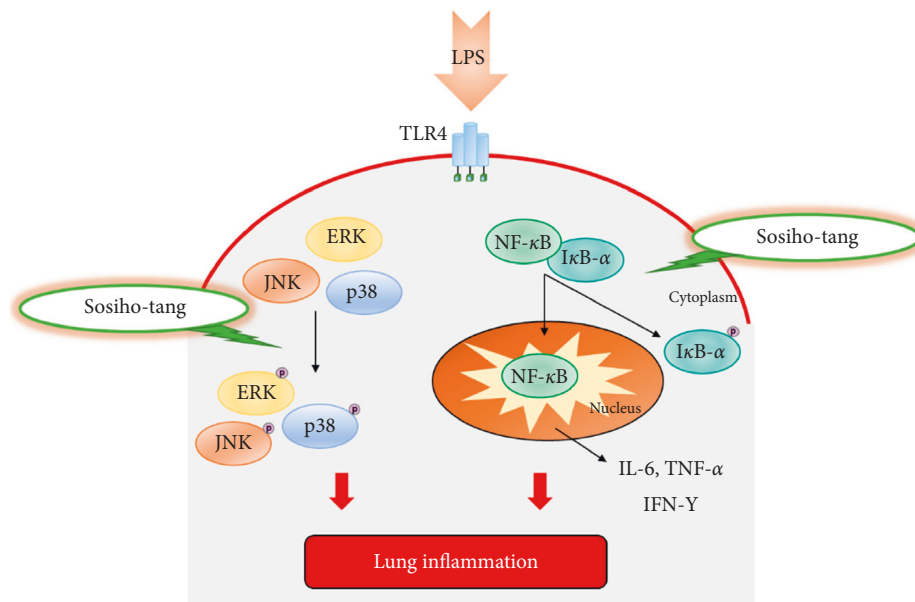 LPS
TLR4
ERK
JNK
p38
Sosiho-tang
NF-κB
IκB-α
Sosiho-tang
Cytoplasm
P
IκB-α
NF-κB
Nucleus
P
ERK
P
p38
P
JNK
IL-6, TNF-α
IFN-Y
Lung inflammation